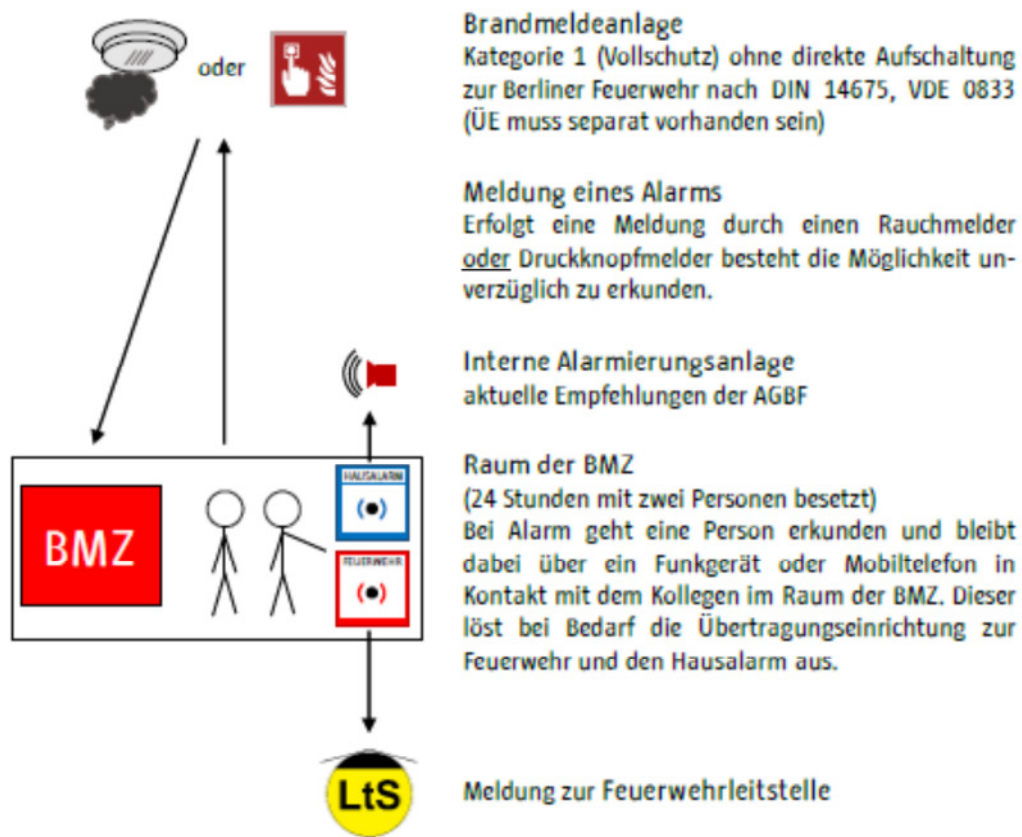 oder
Brandmeldeanlage
Kategorie 1 (Vollschutz) ohne direkte Aufschaltung
zur Berliner Feuerwehr nach DIN 14675, VDE 0833
(ÜE muss separat vorhanden sein)
Meldung eines Alarms
Erfolgt eine Meldung durch einen Rauchmelder
oder Druckknopfmelder besteht die Möglichkeit un-
verzüglich zu erkunden.
Interne Alarmierungsanlage
aktuelle Empfehlungen der AGBF
BMZ
HAUSALARM
FEUERWEHR
Raum der BMZ
(24 Stunden mit zwei Personen besetzt)
Bei Alarm geht eine Person erkunden und bleibt
dabei über ein Funkgerät oder Mobiltelefon in
Kontakt mit dem Kollegen im Raum der BMZ. Dieser
löst bei Bedarf die Übertragungseinrichtung zur
Feuerwehr und den Hausalarm aus.
LtS
Meldung zur Feuerwehrleitstelle